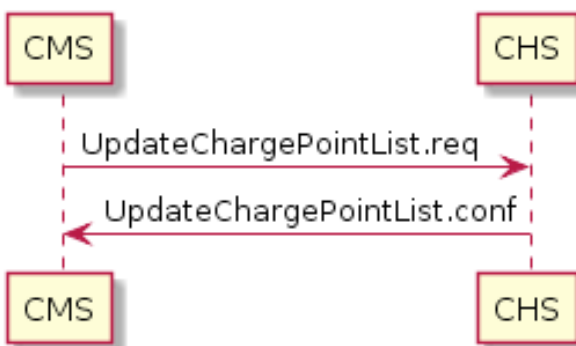 CMS CHS
UpdateChargePointList.req
UpdateChargePointList.conf
CMS CHS